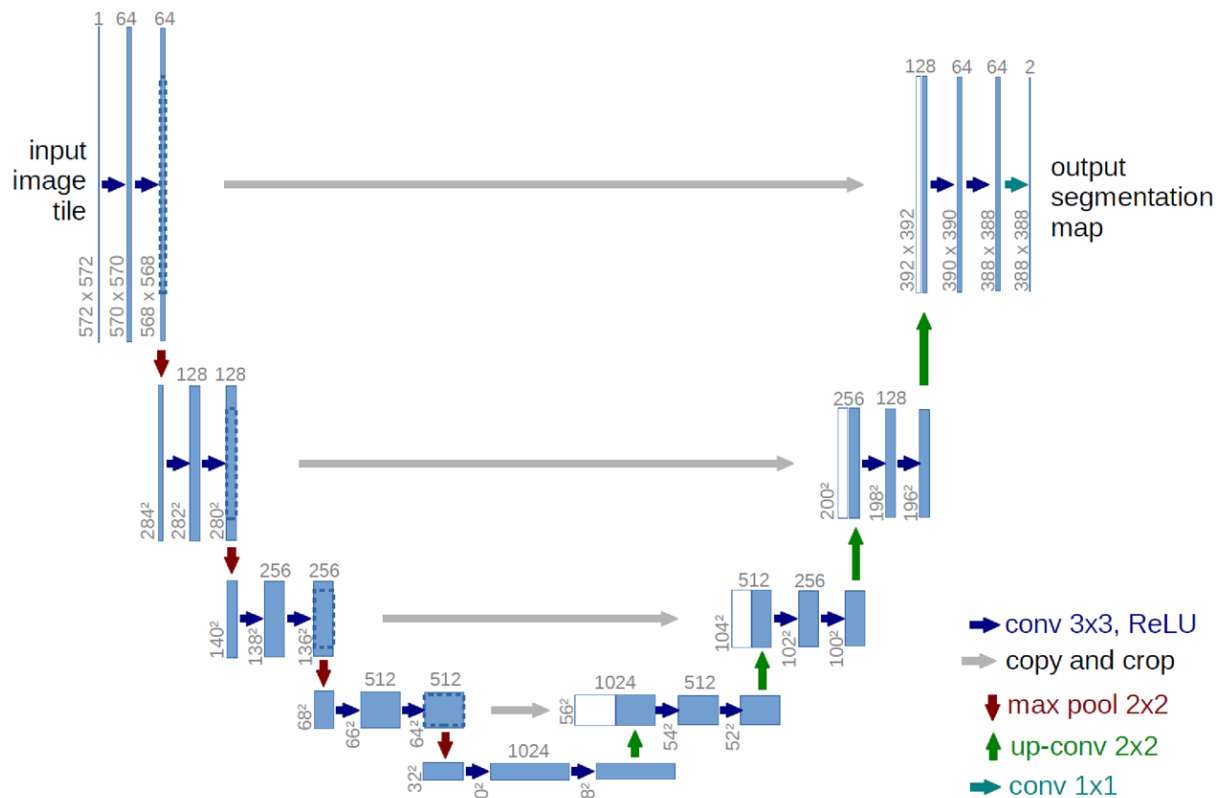 1 64 64
128 64 64 2
input
image
tile
output
segmentation
map
572 x 572
570 x 570
568 x 568
392 x 392
390 x 390
388 x 388
388 x 388
128 128
256 128
284²
282²
280²
200²
198²
196²
256 256
512 256
140²
138²
136²
104²
102²
100²
512 512
1024 512
68²
66²
64²
56²
54²
52²
1024
32²
0²
8²
conv 3x3, ReLU
copy and crop
max pool 2x2
up-conv 2x2
conv 1x1